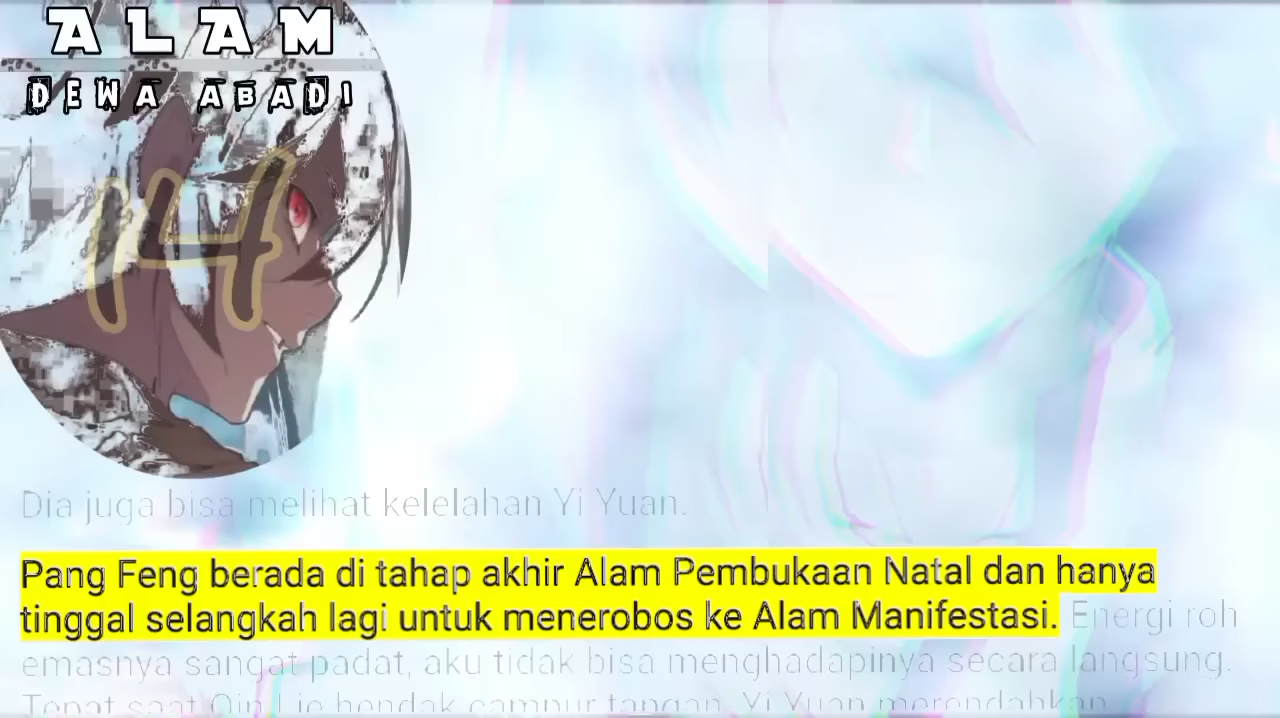 ALAM
DEWA ABADI
14
Dia juga bisa melihat kelelahan Yi Yuan.
Pang Feng berada di tahap akhir Alam Pembukaan Natal dan hanya
tinggal selangkah lagi untuk menerobos ke Alam Manifestasi. Energi roh
emasnya sangat padat, aku tidak bisa menghadapinya secara langsung.
Tepat saat Qin Lie hendak campur tangan, Yi Yuan merendahkan